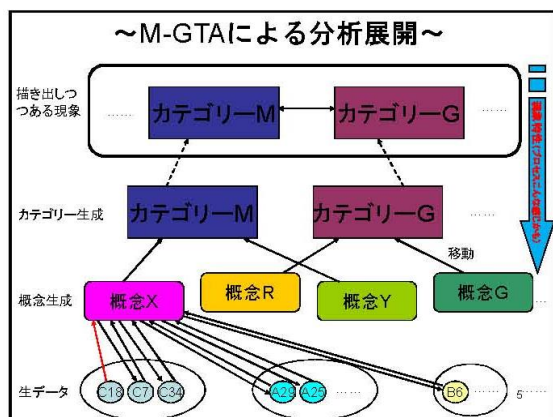 ～M-GTAによる分析展開～
描き出しつ
つある現象
……
カテゴリーM
カテゴリーG
……
カテゴリー生成
カテゴリーM
カテゴリーG
……
移動
概念生成
概念X
概念R
概念Y
概念G
…
生データ
C18
C7
C34
A29
A25
……
B6
……
5